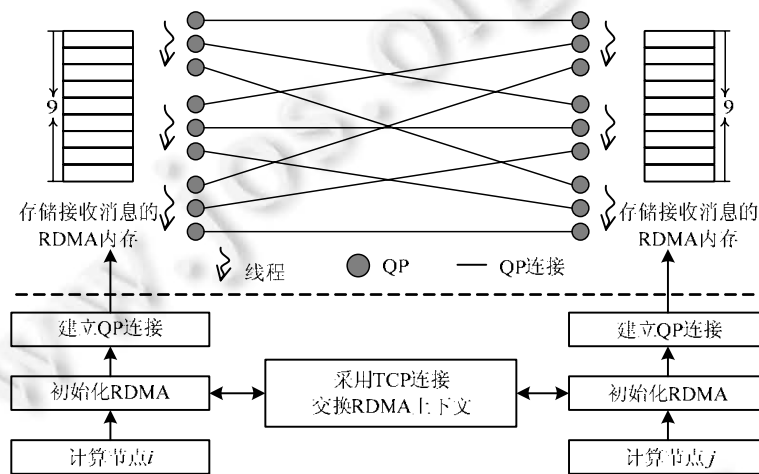 9
9
存储接收消息的
RDMA内存
存储接收消息的
RDMA内存
线程
QP
QP连接
建立QP连接
建立QP连接
初始化RDMA
采用TCP连接
交换RDMA上下文
初始化RDMA
计算节点i
计算节点j
www.jos.org